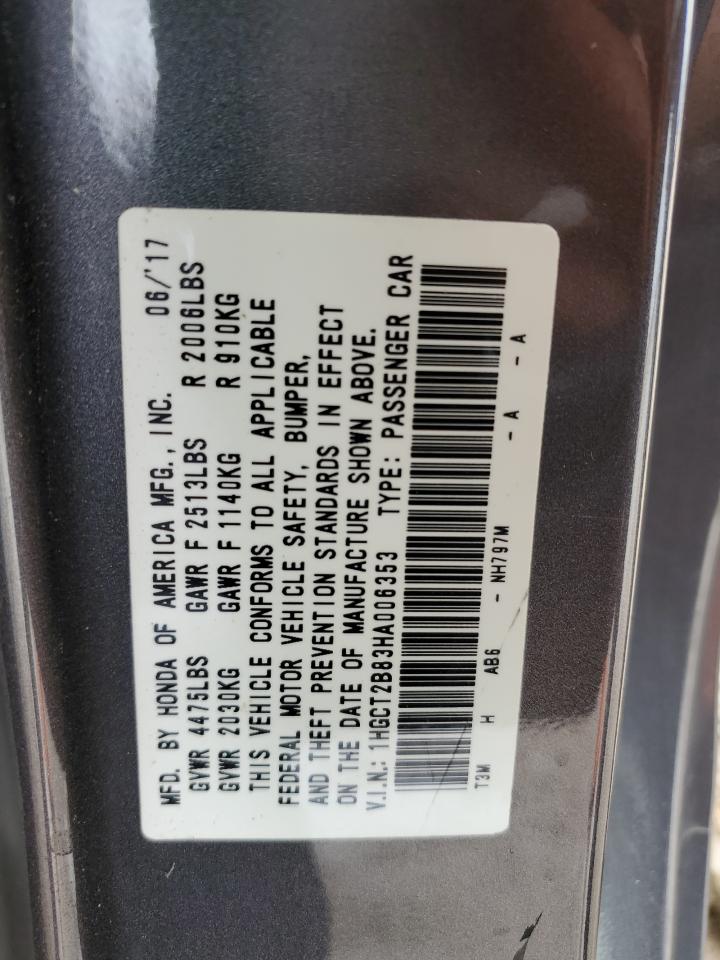 MFD. BY HONDA OF AMERICA MFG., INC. 06/'17
GVWR 4475LBS GAWR F 2513LBS R 2006LBS
GVWR 2030KG GAWR F 1140KG R 910KG
THIS VEHICLE CONFORMS TO ALL APPLICABLE
FEDERAL MOTOR VEHICLE SAFETY, BUMPER,
AND THEFT PREVENTION STANDARDS IN EFFECT
ON THE DATE OF MANUFACTURE SHOWN ABOVE.
V.I.N.: 1HGCT2B83HA006353 TYPE: PASSENGER CAR
T3M H AB6 - NH797M - A - A